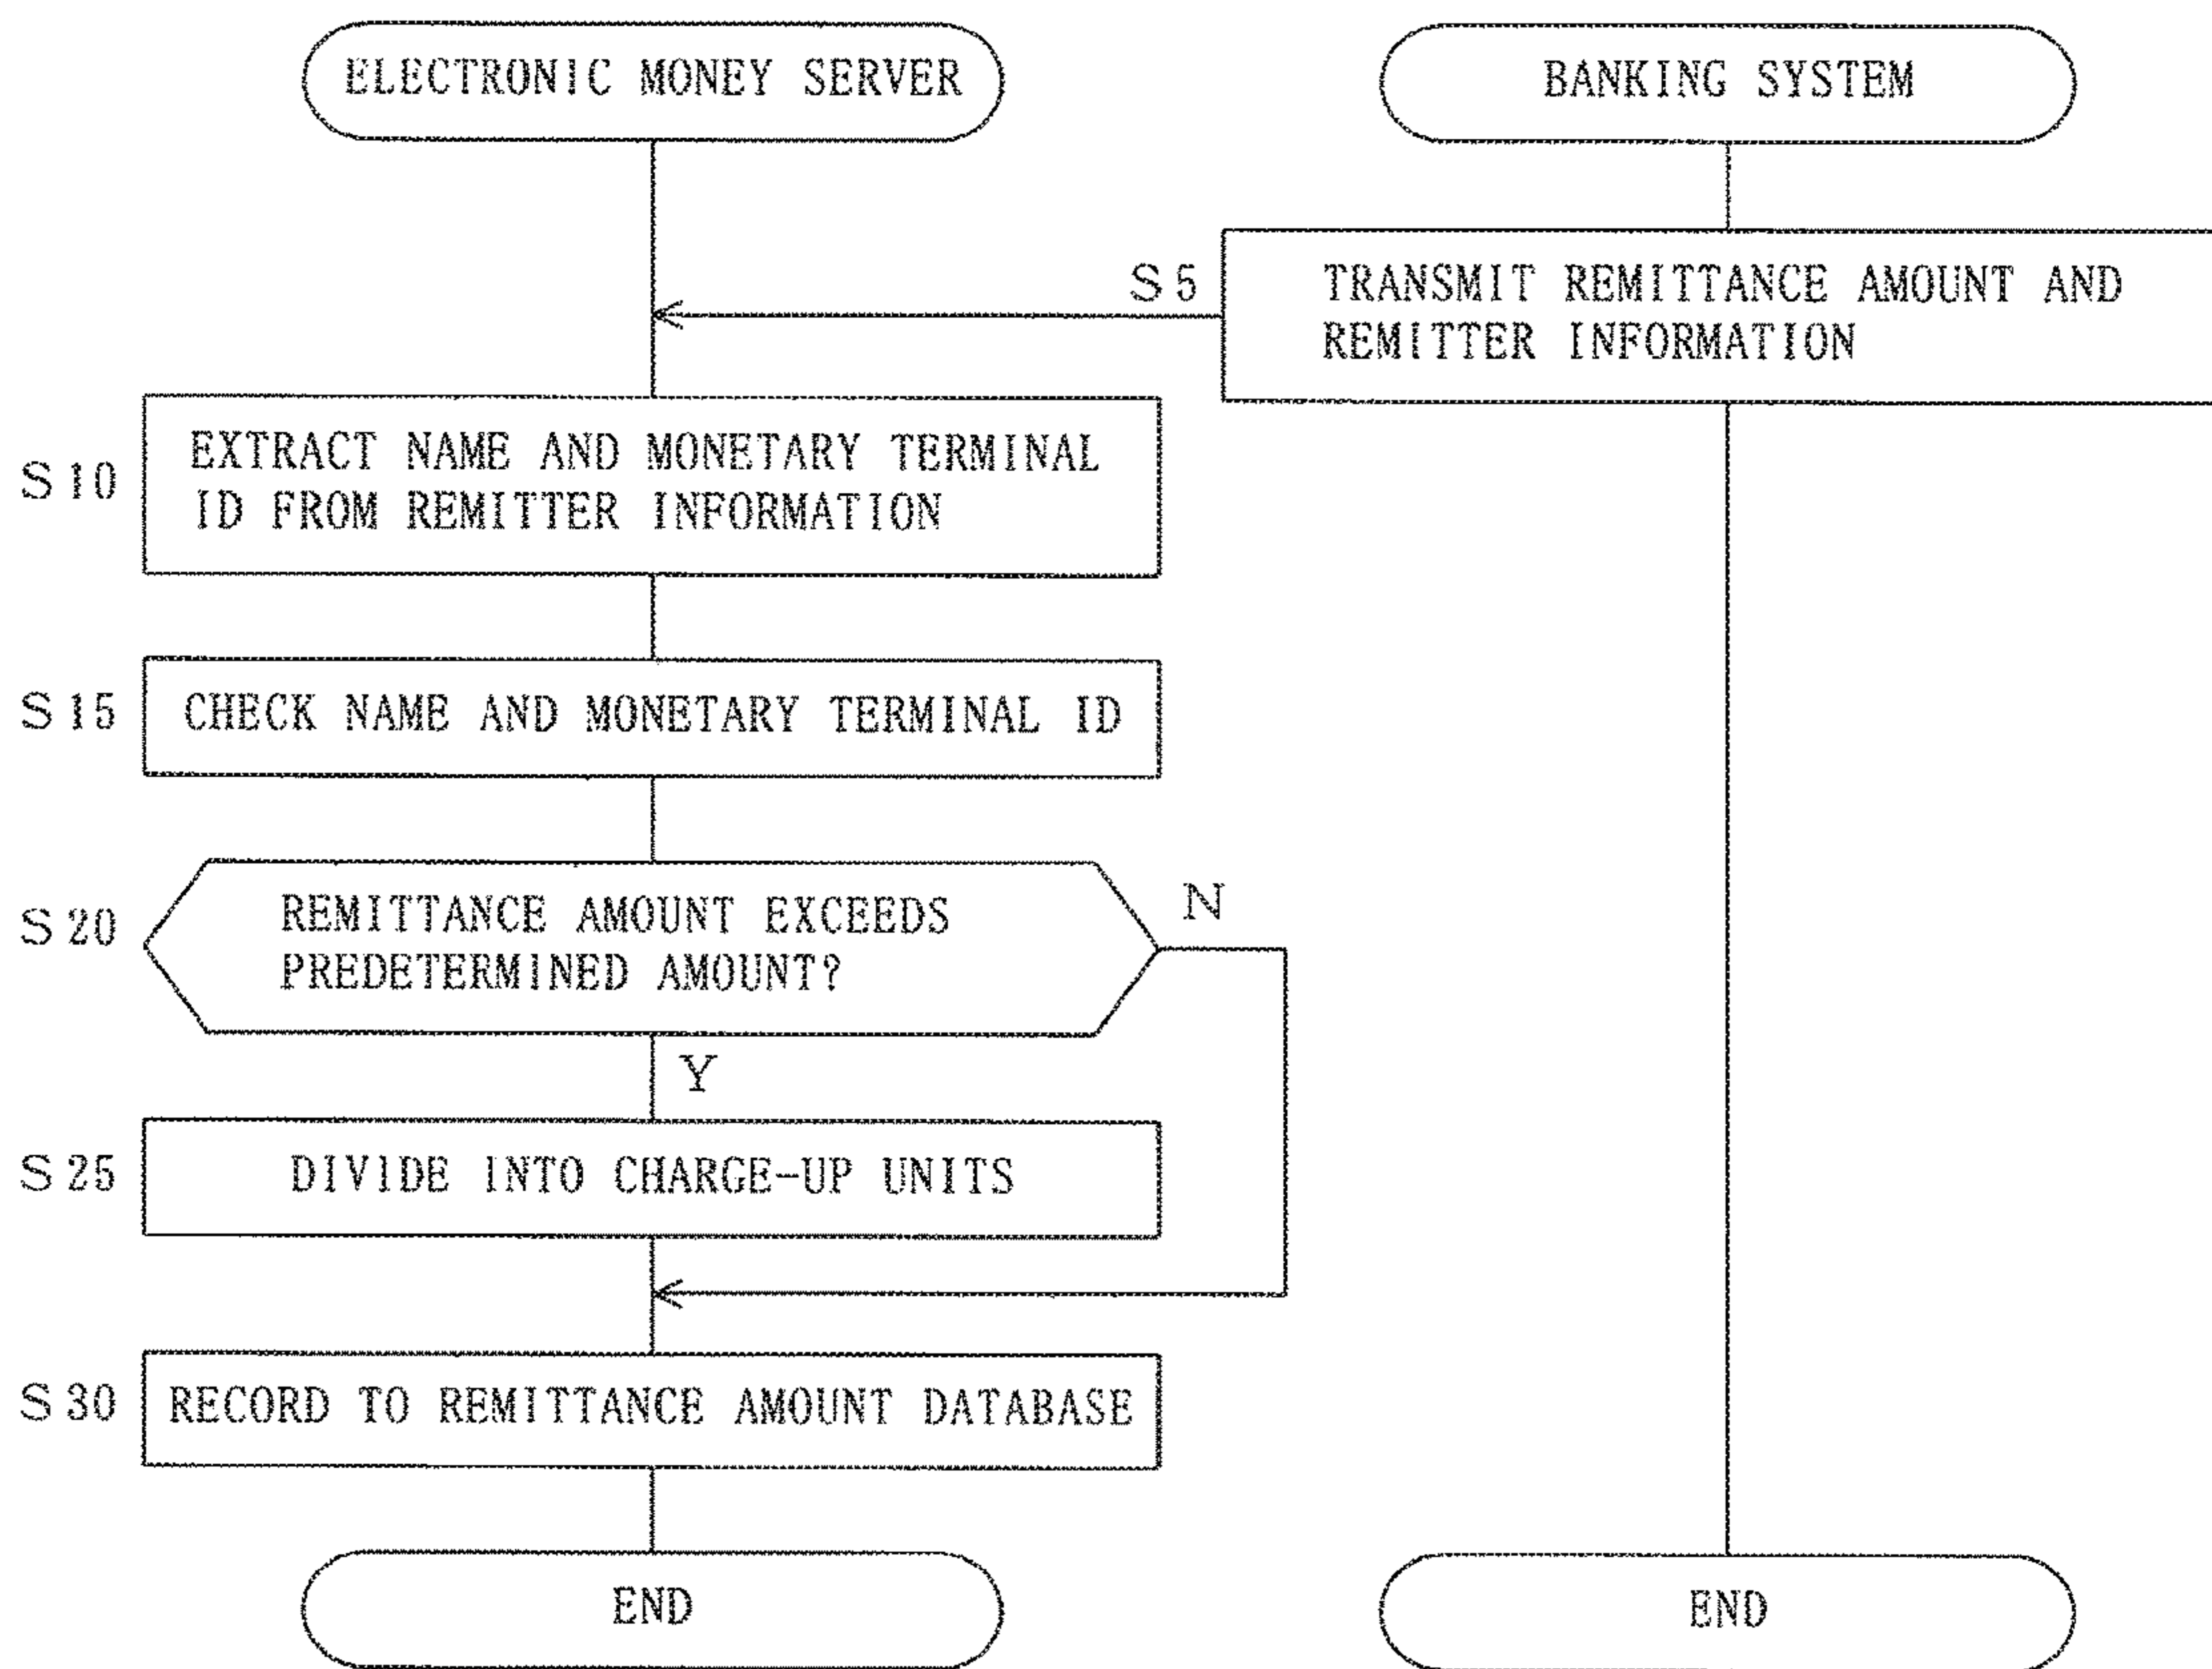 ELECTRONIC MONEY SERVER
BANKING SYSTEM
S5
TRANSMIT REMITTANCE AMOUNT AND
REMITTER INFORMATION
S10
EXTRACT NAME AND MONETARY TERMINAL
ID FROM REMITTER INFORMATION
S15
CHECK NAME AND MONETARY TERMINAL ID
S20
REMITTANCE AMOUNT EXCEEDS
PREDETERMINED AMOUNT?
N
Y
S25
DIVIDE INTO CHARGE-UP UNITS
S30
RECORD TO REMITTANCE AMOUNT DATABASE
END
END